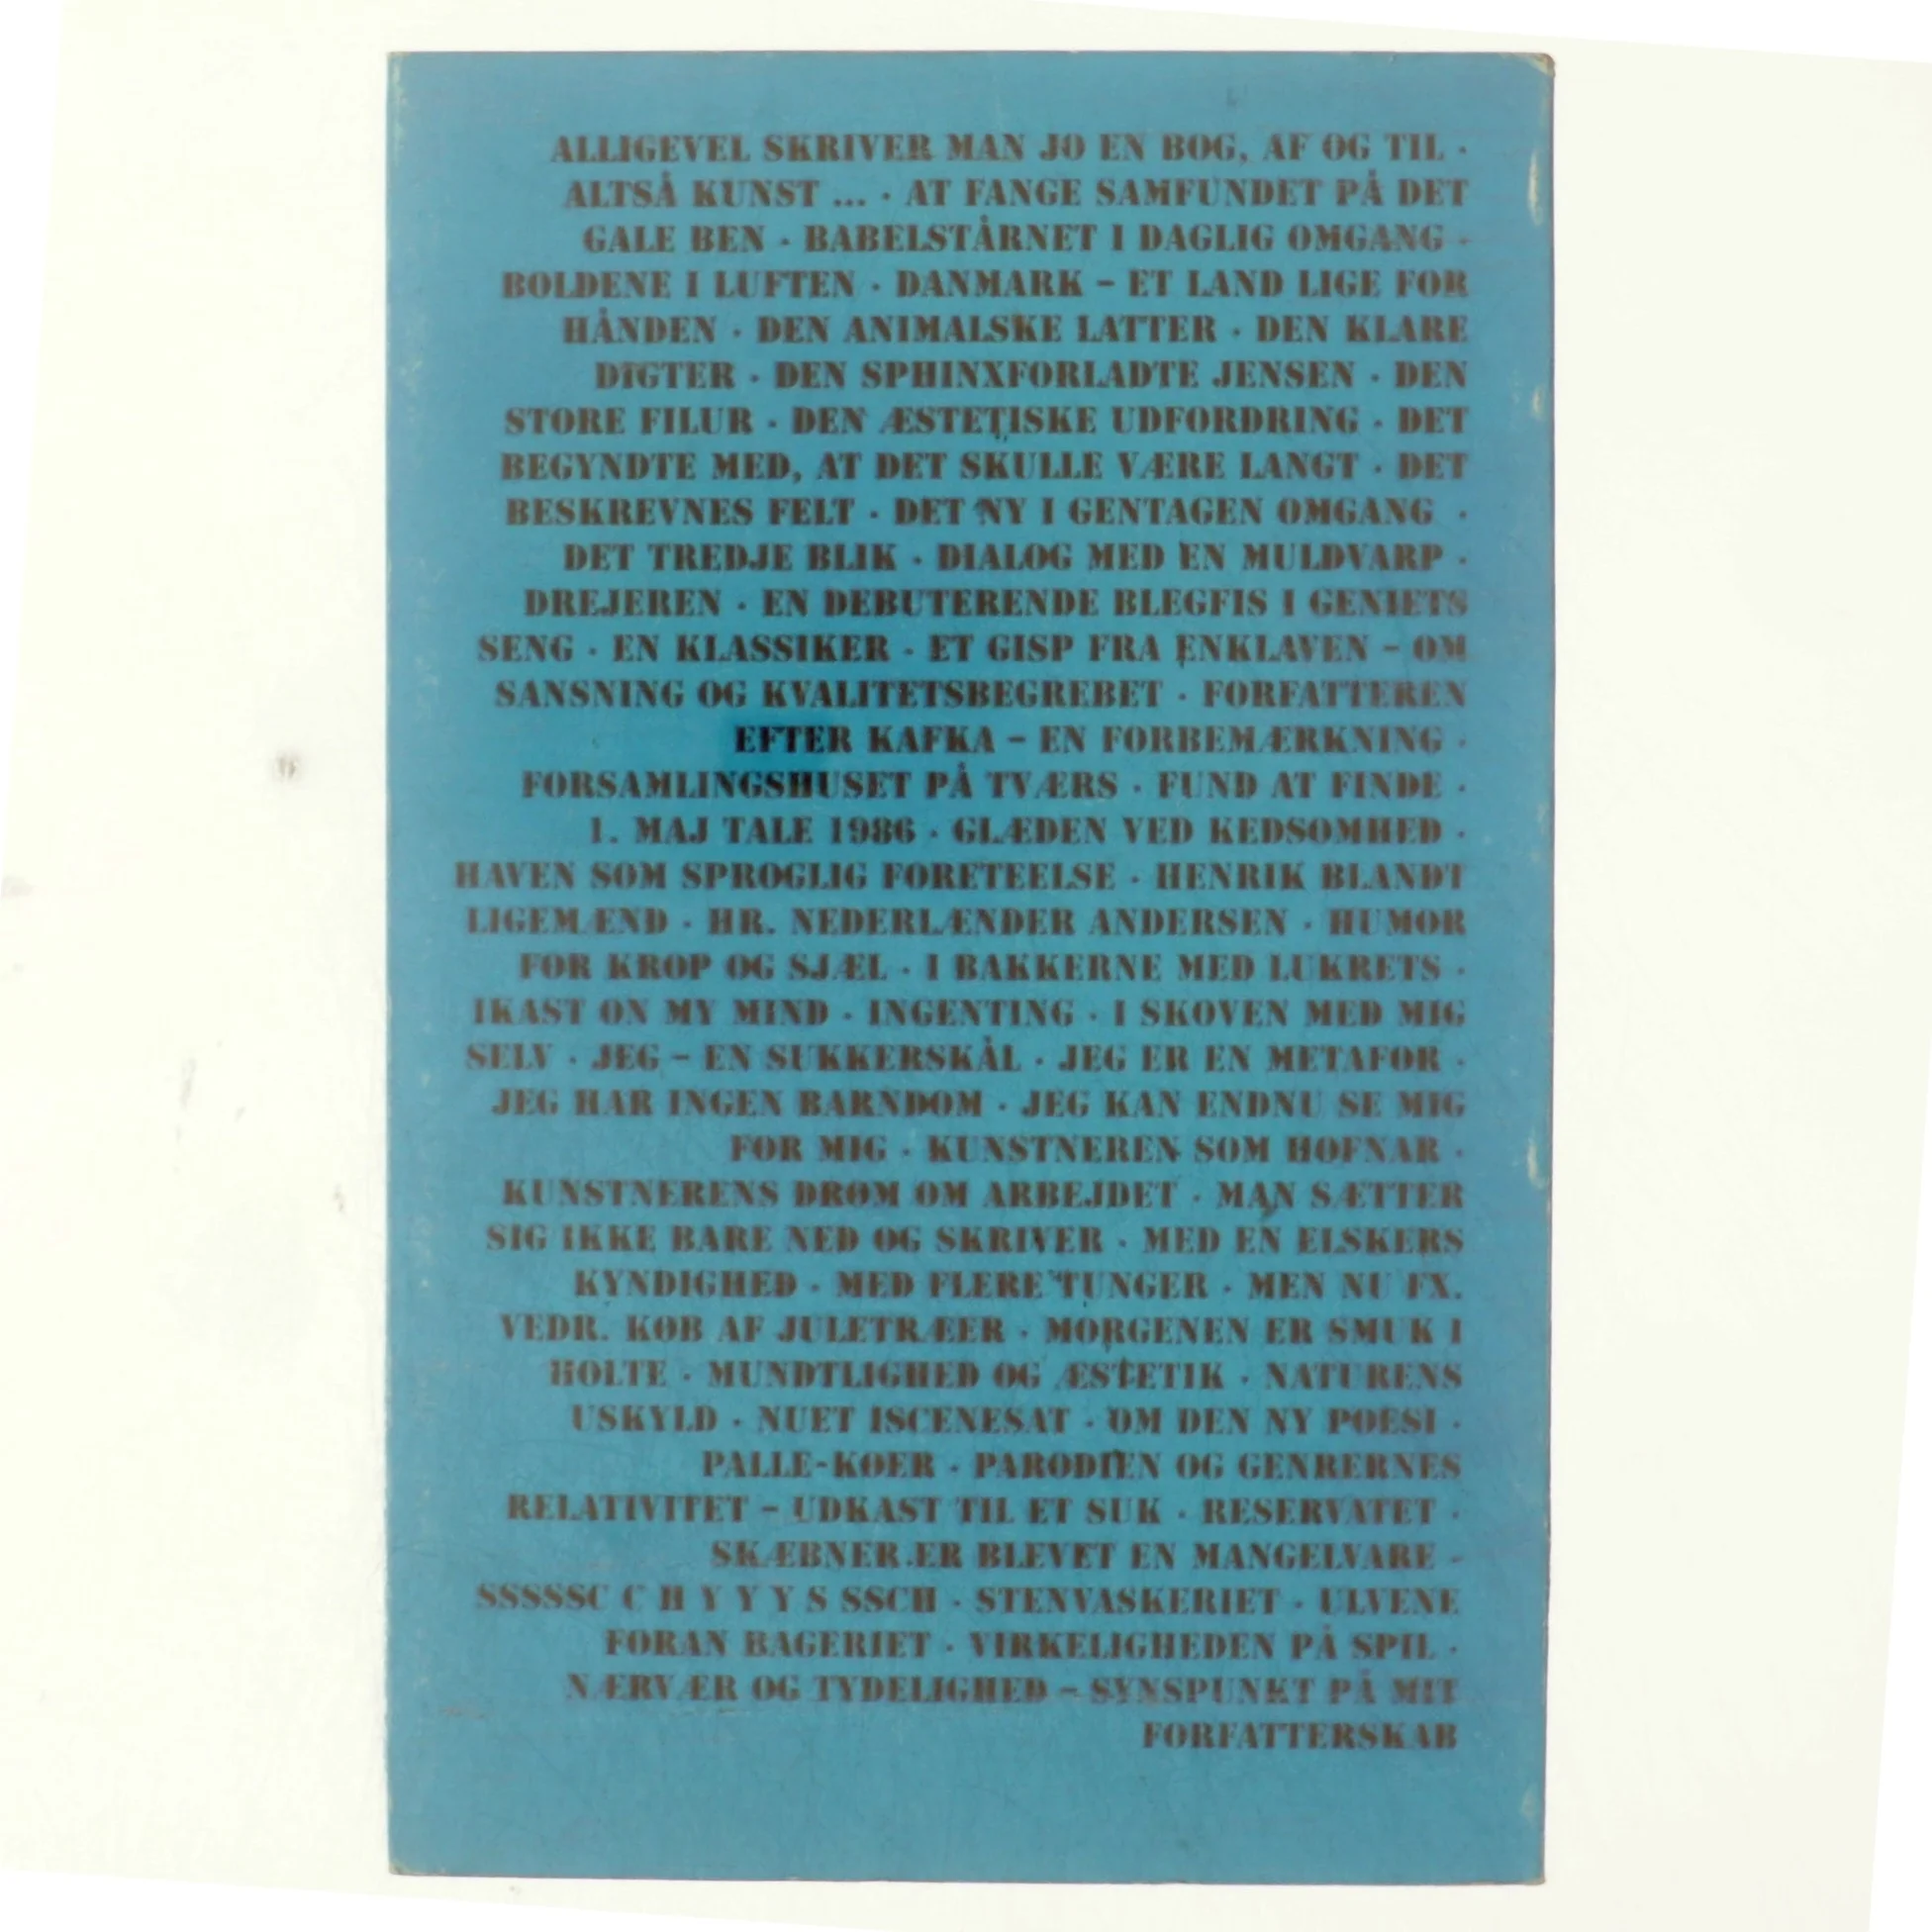 ALLIGEVEL SKRIVER MAN JO EN BOG, AF OG TIL ·
ALTSÅ KUNST ... · AT FANGE SAMFUNDET PÅ DET
GALE BEN · BABELSTÅRNET I DAGLIG OMGANG ·
BOLDENE I LUFTEN · DANMARK – ET LAND LIGE FOR
HÅNDEN · DEN ANIMALSKE LATTER · DEN KLARE
DIGTER · DEN SPHINXFORLADTE JENSEN · DEN
STORE FILUR · DEN ÆSTETISKE UDFORDRING · DET
BEGYNDTE MED, AT DET SKULLE VÆRE LANGT · DET
BESKREVNES FELT · DET NY I GENTAGEN OMGANG ·
DET TREDJE BLIK · DIALOG MED EN MULDVARP ·
DREJEREN · EN DEBUTERENDE BLEGFIS I GENIETS
SENG · EN KLASSIKER · ET GISP FRA ENKLAVEN – OM
SANSNING OG KVALITETSBEGREBET · FORFATTEREN
EFTER KAFKA – EN FORBEMÆRKNING ·
FORSAMLINGSHUSET PÅ TVÆRS · FUND AT FINDE ·
1. MAJ TALE 1986 · GLÆDEN VED KEDSOMHED ·
HAVEN SOM SPROGLIG FORETEELSE · HENRIK BLANDT
LIGEMÆND · HR. NEDERLÆNDER ANDERSEN · HUMOR
FOR KROP OG SJÆL · I BAKKERNE MED LUKRETS ·
IKAST ON MY MIND · INGENTING · I SKOVEN MED MIG
SELV · JEG – EN SUKKERSKÅL · JEG ER EN METAFOR ·
JEG HAR INGEN BARNDOM · JEG KAN ENDNU SE MIG
FOR MIG · KUNSTNEREN SOM HOFNAR ·
KUNSTNERENS DRØM OM ARBEJDET · MAN SÆTTER
SIG IKKE BARE NED OG SKRIVER · MED EN ELSKERS
KYNDIGHED · MED FLERE TUNGER · MEN NU FX.
VEDR. KØB AF JULETRÆER · MORGENEN ER SMUK I
HOLTE · MUNDTLIGHED OG ÆSTETIK · NATURENS
USKYLD · NUET ISCENESAT · OM DEN NY POESI ·
PALLE-KØER · PARODIEN OG GENRERNES
RELATIVITET – UDKAST TIL ET SUK · RESERVATET ·
SKÆBNER ER BLEVET EN MANGELVARE -
SSSSSSC C H Y Y Y Y S SSCH · STENVASKERIET · ULVENE
FORAN BAGERIET · VIRKELIGHEDEN PÅ SPIL ·
NÆRVÆR OG TYDELIGHED – SYNSPUNKT PÅ MIT
FORFATTERSKAB